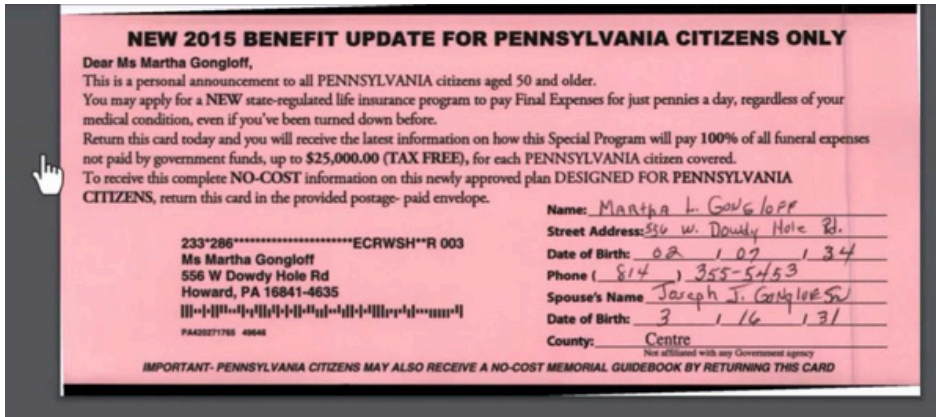 NEW 2015 BENEFIT UPDATE FOR PENNSYLVANIA CITIZENS ONLY
Dear Ms Martha Gongloff,
This is a personal announcement to all PENNSYLVANIA citizens aged 50 and older.
You may apply for a NEW state-regulated life insurance program to pay Final Expenses for just pennies a day, regardless of your
medical condition, even if you've been turned down before.
Return this card today and you will receive the latest information on how this Special Program will pay 100% of all funeral expenses
not paid by government funds, up to $25,000.00 (TAX FREE), for each PENNSYLVANIA citizen covered.
To receive this complete NO-COST information on this newly approved plan DESIGNED FOR PENNSYLVANIA
CITIZENS, return this card in the provided postage- paid envelope.
233*286**********************ECRWSH**R 003
Ms Martha Gongloff
556 W Dowdy Hole Rd
Howard, PA 16841-4635
PA420271765 49646
Name: MARthA L. GONGloFF
Street Address: 556 W. Dowdy Hole Rd.
Date of Birth: 02 / 07 / 34
Phone ( 814 ) 355-5453
Spouse's Name Joseph J. GONGloff SR
Date of Birth: 3 / 16 / 31
County: Centre
Not affiliated with any Government agency
IMPORTANT- PENNSYLVANIA CITIZENS MAY ALSO RECEIVE A NO-COST MEMORIAL GUIDEBOOK BY RETURNING THIS CARD